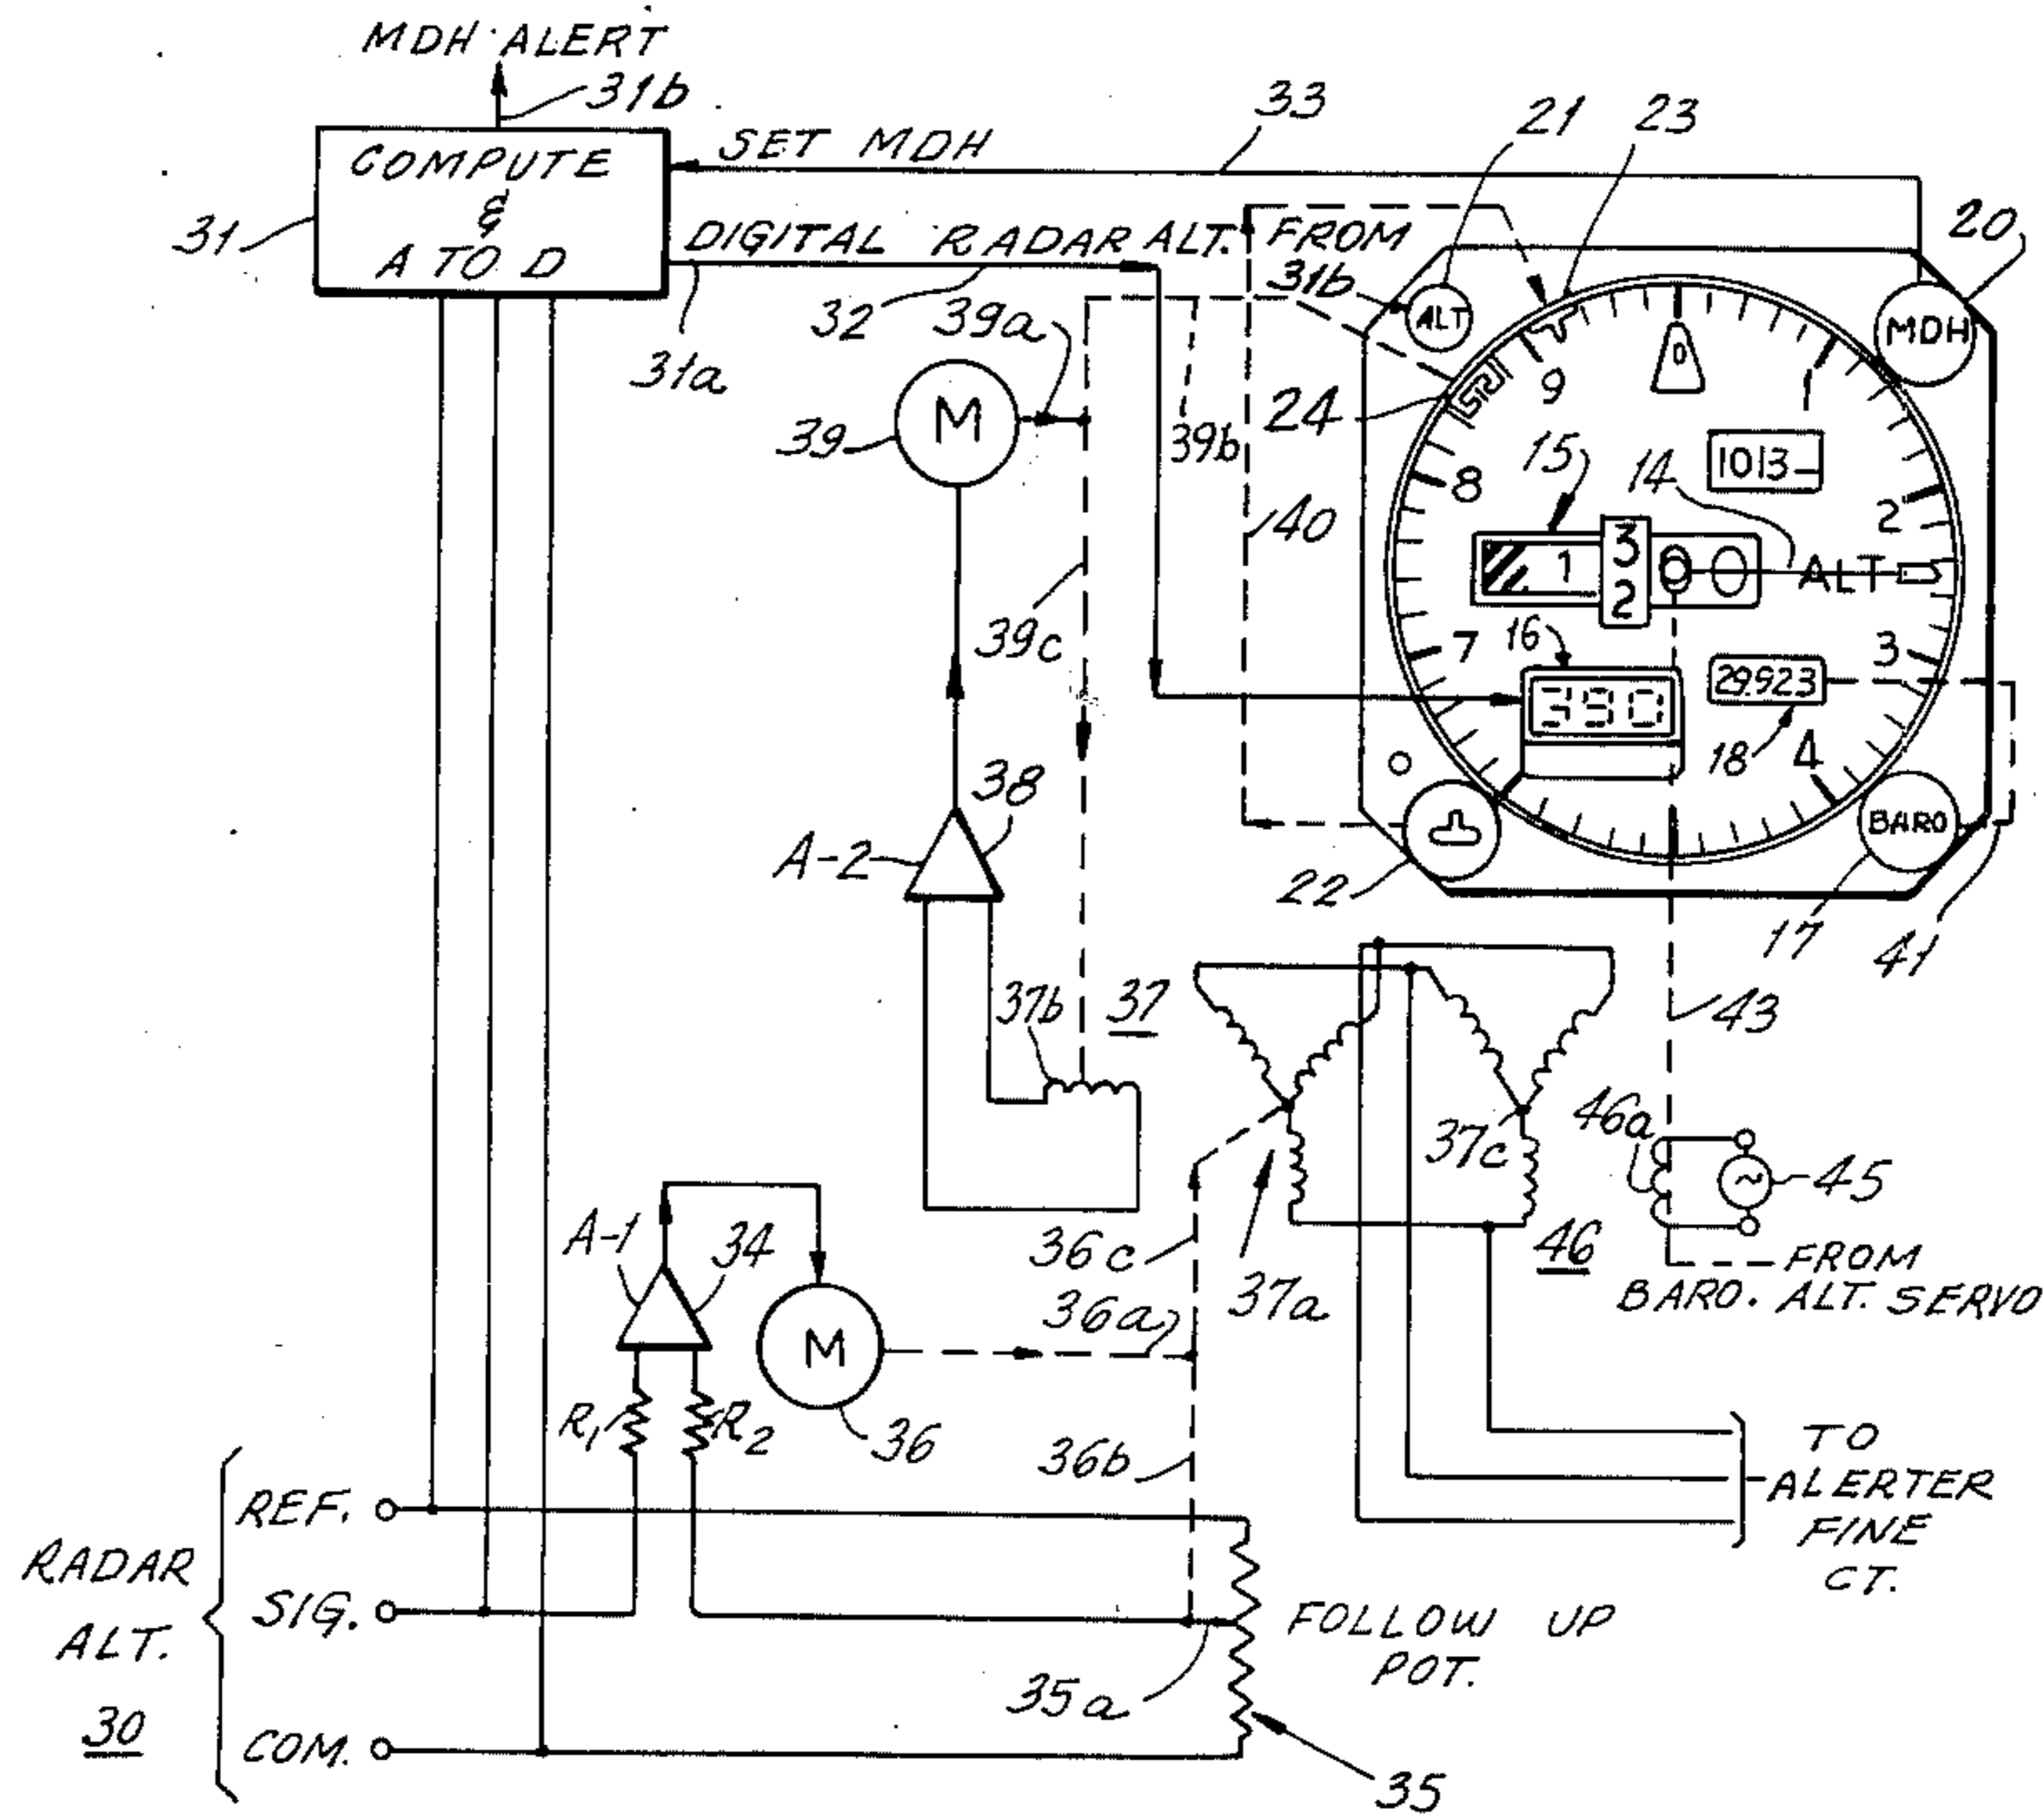 MDH ALERT
31b
33
21
23
SET MDH
COMPUTE
&
A TO D
31
20
DIGITAL RADAR ALT. FROM
31b
ALT
MDH
32
39a
31a
0
1
9
24
M
39
39b
15
14
1013
8
2
40
3
1
2
0
ALT
39c
7
16
3
390
29.923
18
4
38
A-2
BARO
22
17
41
37b
37
43
46a
37c
45
A-1
34
36c
37a
46
FROM
BARO. ALT. SERVO
36a
M
R1
R2
36
36b
TO
ALERTER
FINE
CT.
REF.
RADAR
ALT.
30
SIG.
FOLLOW UP
POT.
35a
COM.
35